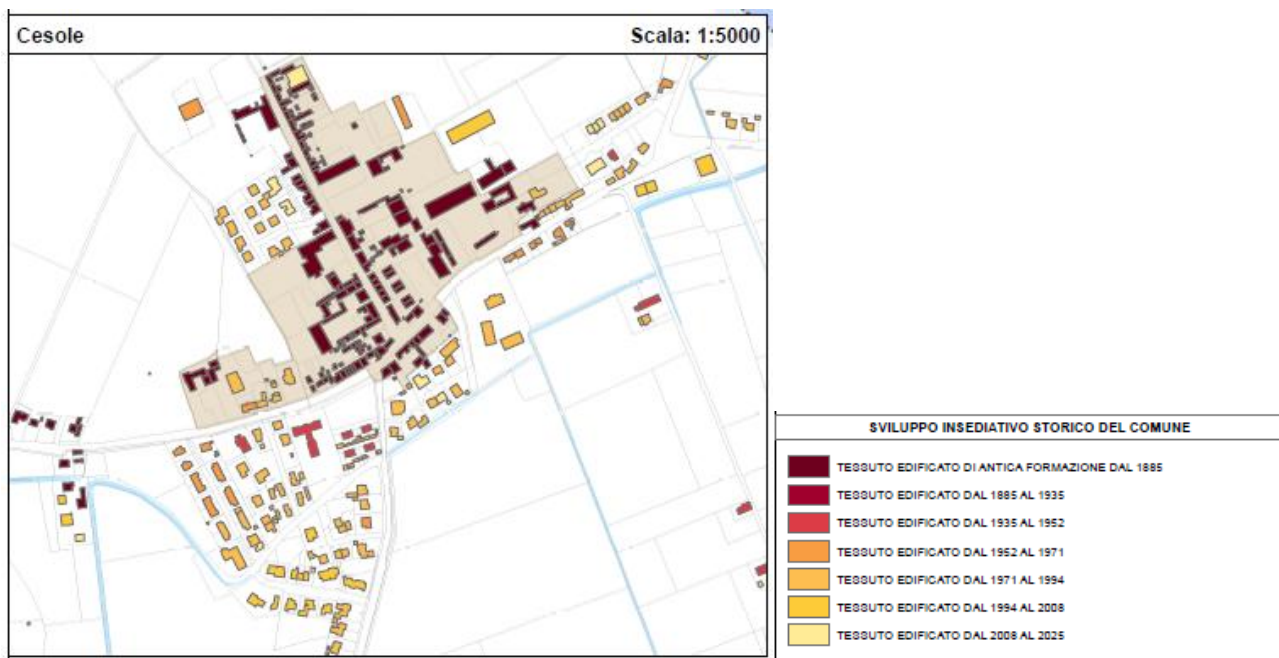 Cesole
Scala: 1:5000
SVILUPPO INSEDIATIVO STORICO DEL COMUNE
TESSUTO EDIFICATO DI ANTICA FORMAZIONE DAL 1885
TESSUTO EDIFICATO DAL 1885 AL 1935
TESSUTO EDIFICATO DAL 1935 AL 1952
TESSUTO EDIFICATO DAL 1952 AL 1971
TESSUTO EDIFICATO DAL 1971 AL 1994
TESSUTO EDIFICATO DAL 1994 AL 2008
TESSUTO EDIFICATO DAL 2008 AL 2025